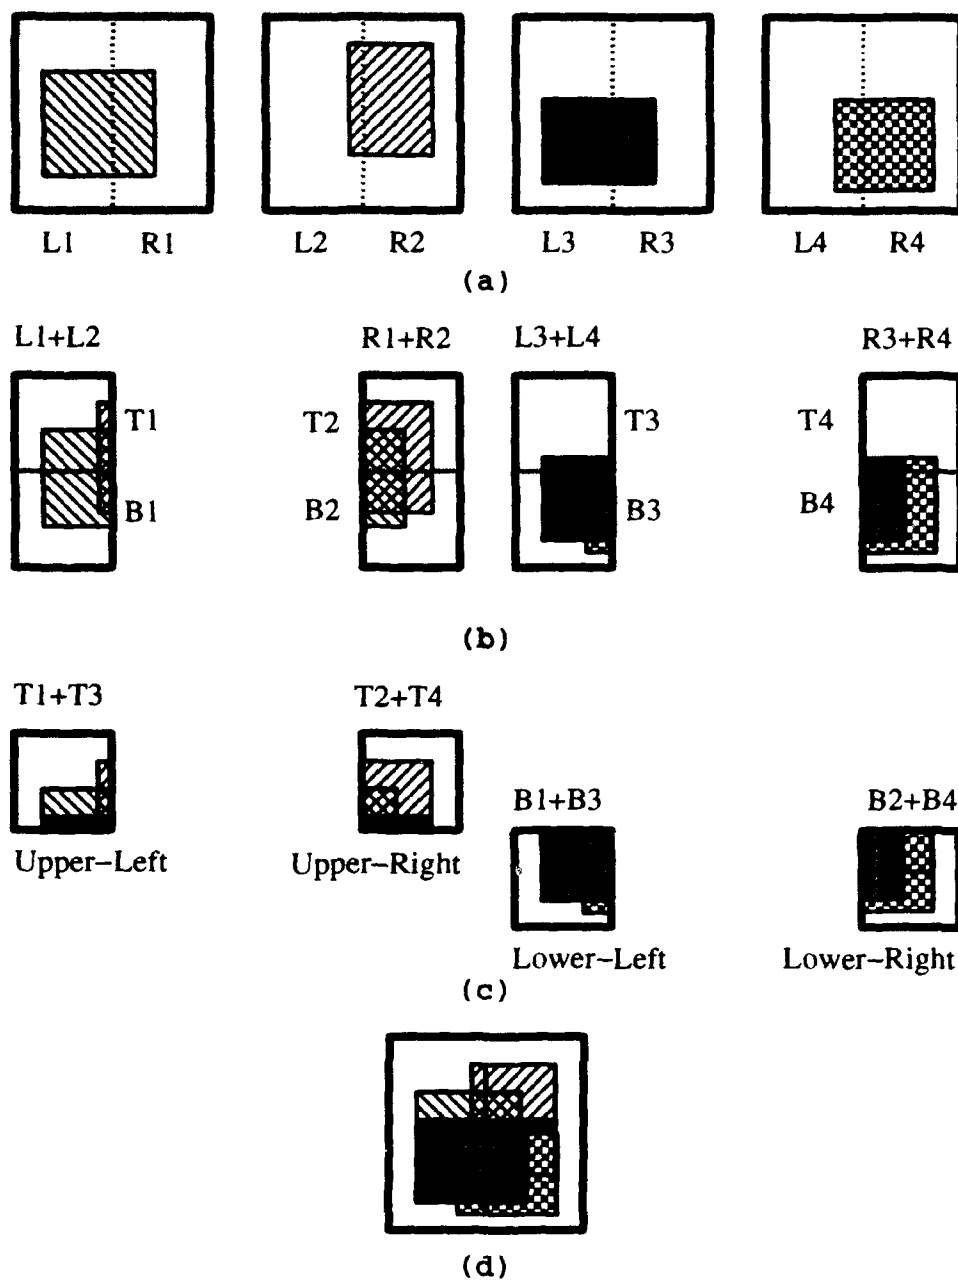 L1 R1 L2 R2 L3 R3 L4 R4
(a)
L1+L2 R1+R2 L3+L4 R3+R4
T1 T2 T3 T4
B1 B2 B3 B4
(b)
T1+T3 T2+T4
B1+B3 B2+B4
Upper-Left Upper-Right
Lower-Left Lower-Right
(c)
(d)